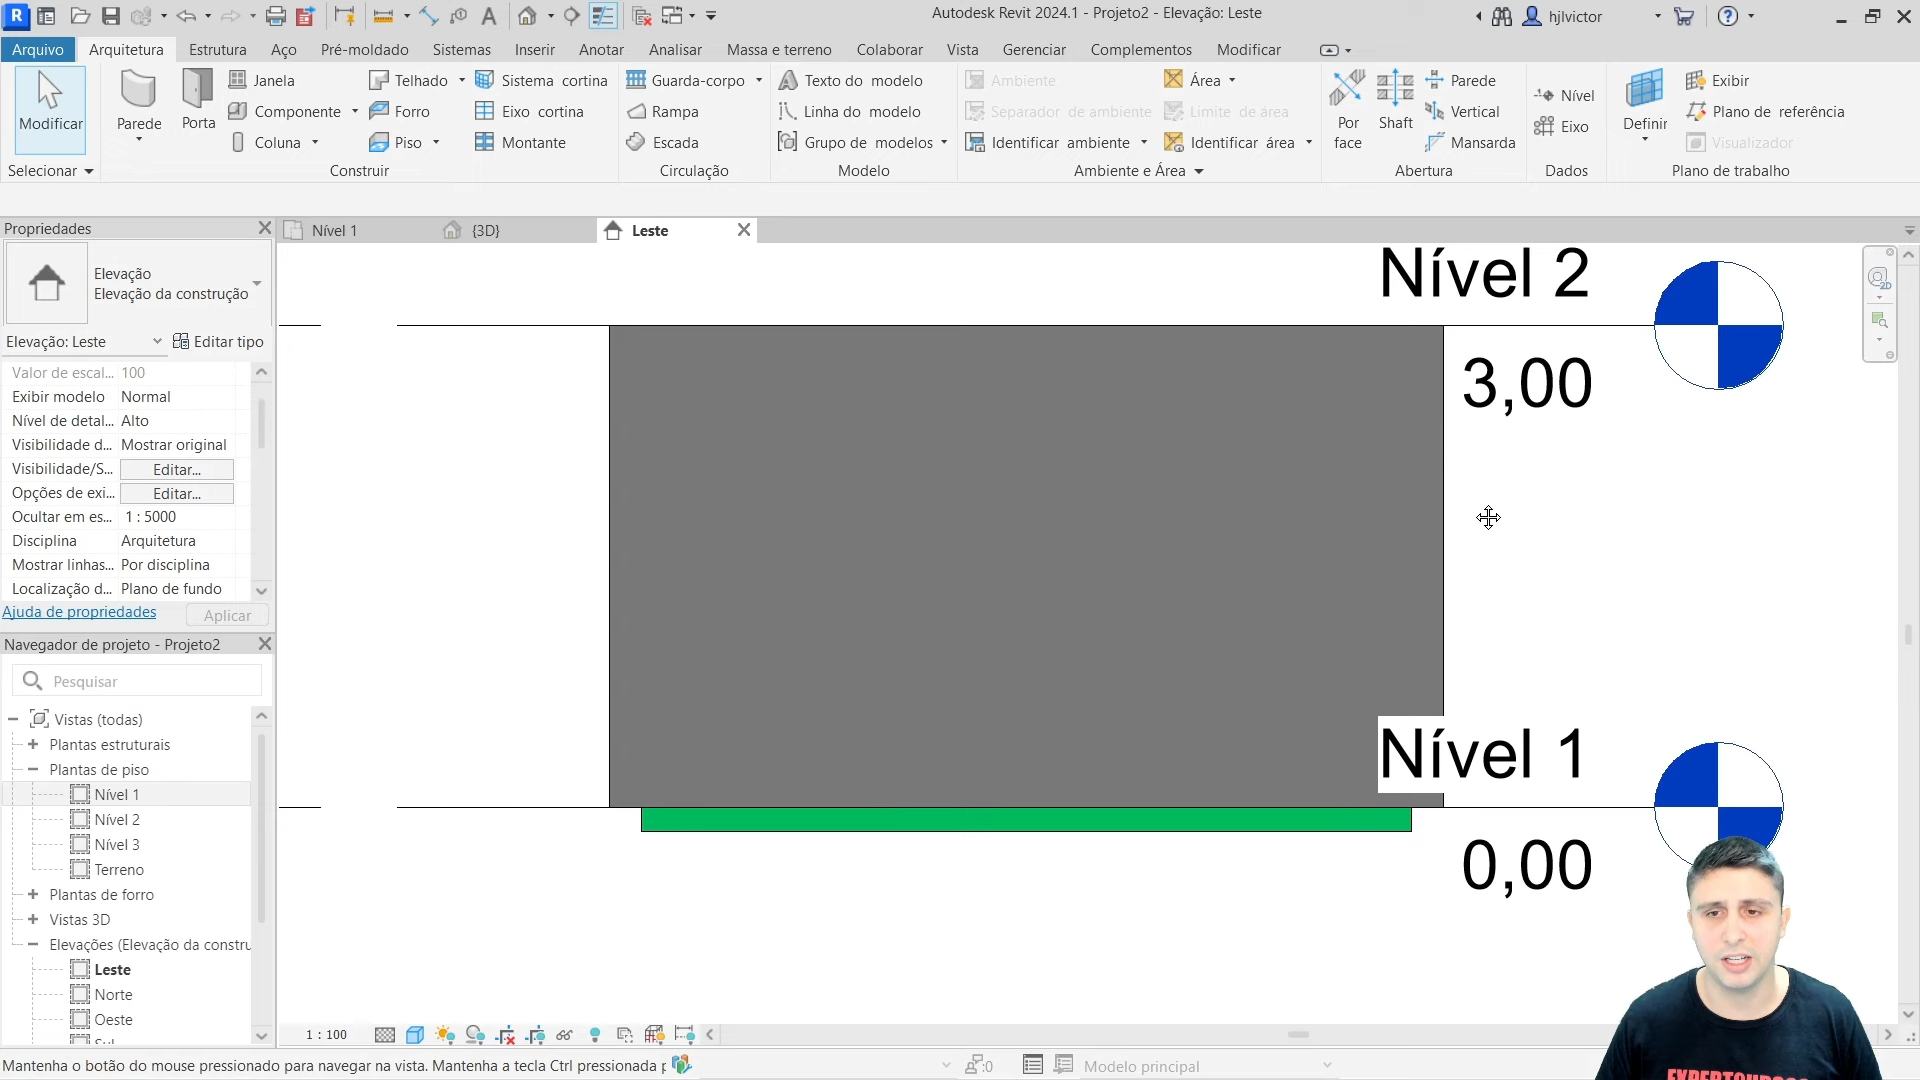 Autodesk Revit 2024.1 - Projeto2 - Elevação: Leste
hjlvictor
Arquivo
Arquitetura
Estrutura
Aço
Pré-moldado
Sistemas
Inserir
Anotar
Analisar
Massa e terreno
Colaborar
Vista
Gerenciar
Complementos
Modificar
Modificar
Selecionar
Parede
Porta
Janela
Componente
Coluna
Telhado
Forro
Piso
Sistema cortina
Eixo cortina
Montante
Construir
Guarda-corpo
Rampa
Escada
Circulação
Texto do modelo
Linha do modelo
Grupo de modelos
Modelo
Ambiente
Separador de ambiente
Identificar ambiente
Área
Limite de área
Identificar área
Ambiente e Área
Por
face
Shaft
Parede
Vertical
Mansarda
Abertura
Nível
Eixo
Dados
Definir
Exibir
Plano de referência
Visualizador
Plano de trabalho
Propriedades
Elevação
Elevação da construção
Elevação: Leste
Editar tipo
Valor de escal... 100
Exibir modelo Normal
Nível de detal... Alto
Visibilidade d... Mostrar original
Visibilidade/S... Editar...
Opções de exi... Editar...
Ocultar em es... 1 : 5000
Disciplina Arquitetura
Mostrar linhas... Por disciplina
Localização d... Plano de fundo
Ajuda de propriedades
Aplicar
Navegador de projeto - Projeto2
Pesquisar
Vistas (todas)
Plantas estruturais
Plantas de piso
Nível 1
Nível 2
Nível 3
Terreno
Plantas de forro
Vistas 3D
Elevações (Elevação da constru
Leste
Norte
Oeste
Nível 1
{3D}
Leste
Nível 2
3,00
Nível 1
0,00
2D
1 : 100
Mantenha o botão do mouse pressionado para navegar na vista. Mantenha a tecla Ctrl pressionada p
:0
Modelo principal